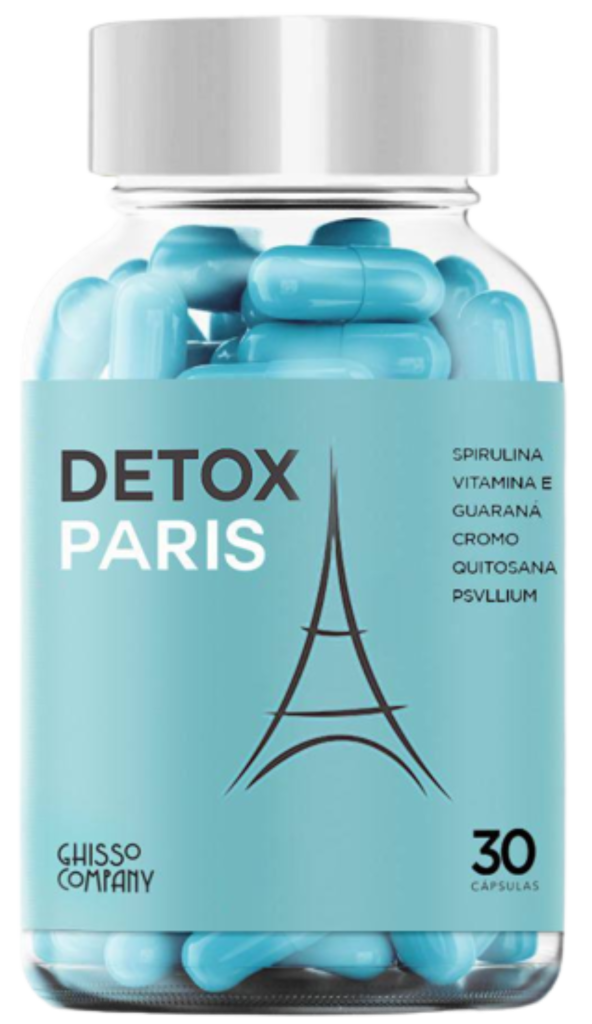 DETOX
PARIS
SPIRULINA
VITAMINA E
GUARANÁ
CROMO
QUITOSANA
PSVLLIUM
GHISSO
COMPANY
30
CÁPSULAS